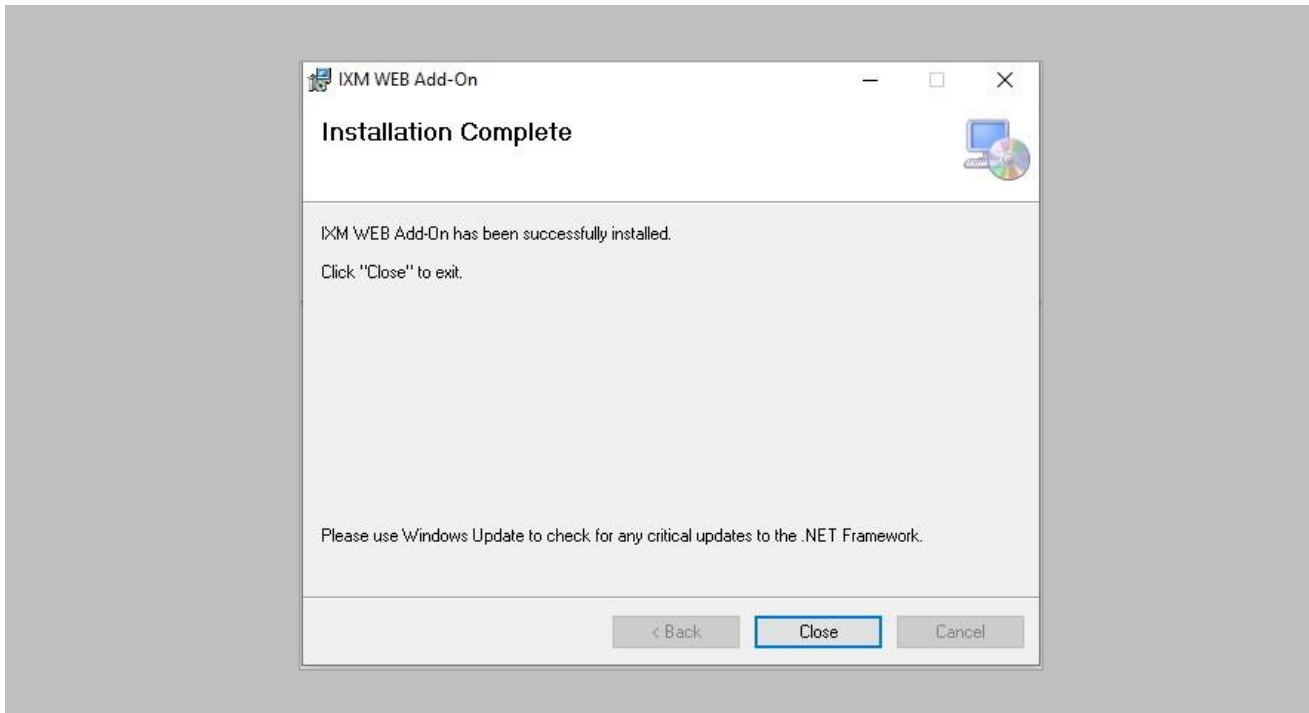 IXM WEB Add-On
Installation Complete
IXM WEB Add-On has been successfully installed.
Click "Close" to exit.
Please use Windows Update to check for any critical updates to the .NET Framework.
< Back
Close
Cancel